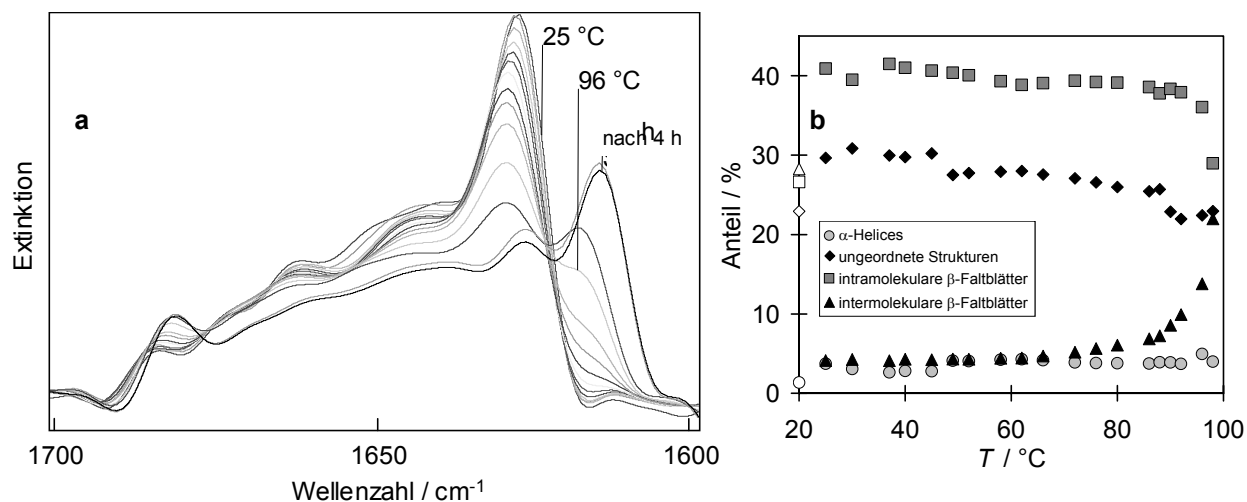 a
25 °C
96 °C
nach 4 h
h
Extinktion
1700
1650
1600
Wellenzahl / cm-1
b
Anteil / %
40
30
20
10
0
α-Helices
ungeordnete Strukturen
intramolekulare β-Faltblätter
intermolekulare β-Faltblätter
20
40
60
80
100
T / °C